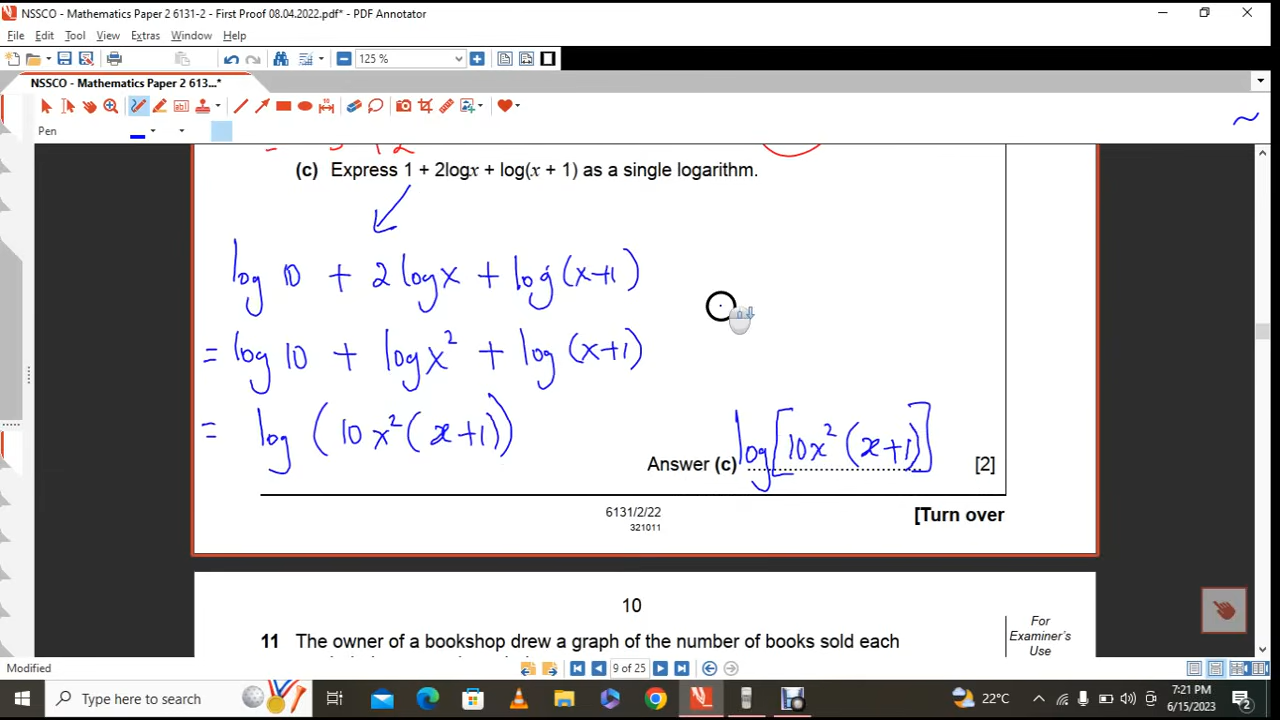 NSSCO - Mathematics Paper 2 6131-2 - First Proof 08.04.2022.pdf* - PDF Annotator
File Edit Tool View Extras Window Help
125 %
NSSCO - Mathematics Paper 2 613...*
Pen
(c) Express 1 + 2logx + log(x + 1) as a single logarithm.
log 10 + 2 log x + log (x+1)
= log 10 + log x² + log (x+1)
= log (10x² (x+1))
Answer (c) log[10x² (x+1)] [2]
6131/2/22
321011
[Turn over
10
For
Examiner's
Use
11 The owner of a bookshop drew a graph of the number of books sold each
Modified
9 of 25
Type here to search
22°C
7:21 PM
6/15/2023
2